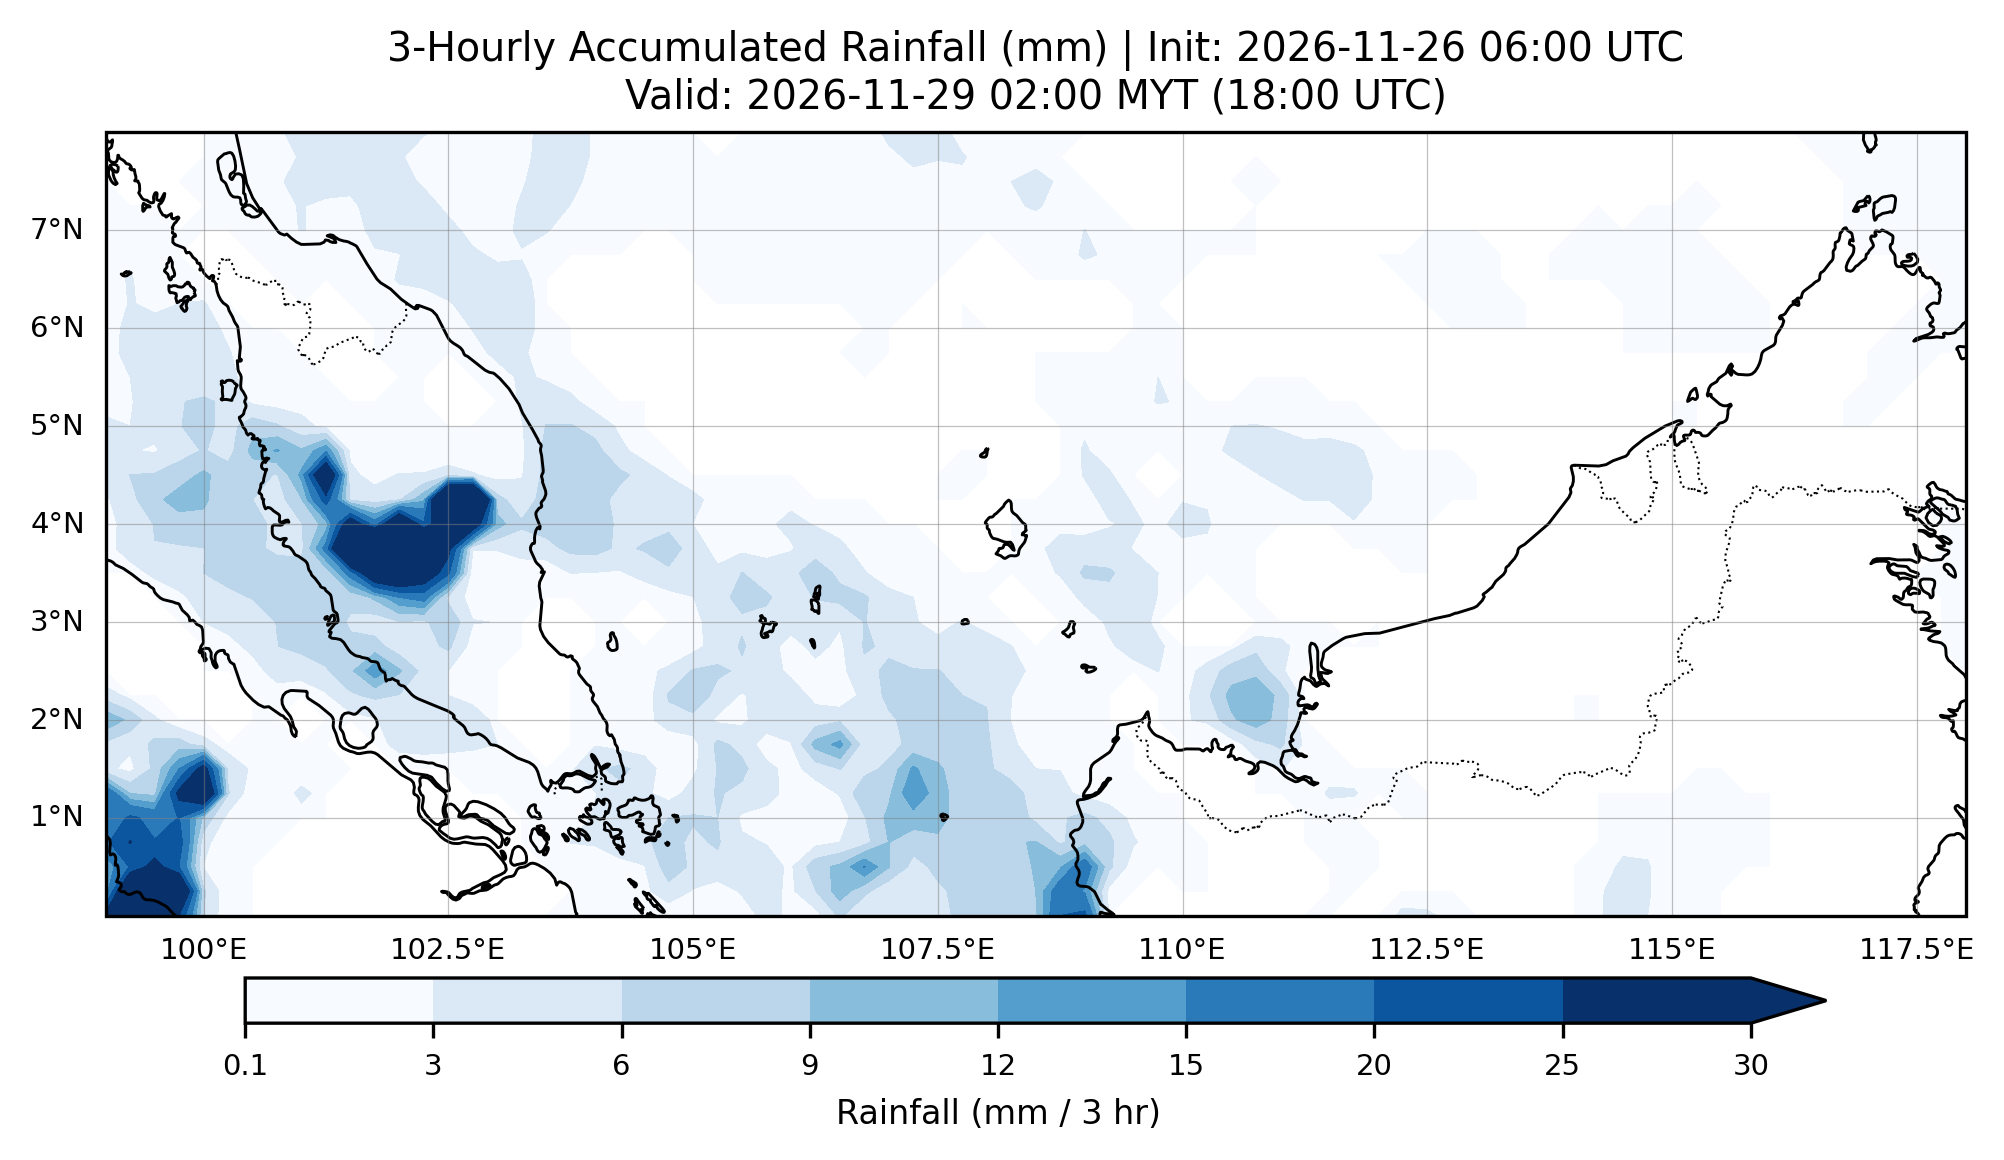 3-Hourly Accumulated Rainfall (mm) | Init: 2026-11-26 06:00 UTC
Valid: 2026-11-29 02:00 MYT (18:00 UTC)
7°N
6°N
5°N
4°N
3°N
2°N
1°N
100°E 102.5°E 105°E 107.5°E 110°E 112.5°E 115°E 117.5°E
0.1 3 6 9 12 15 20 25 30
Rainfall (mm / 3 hr)